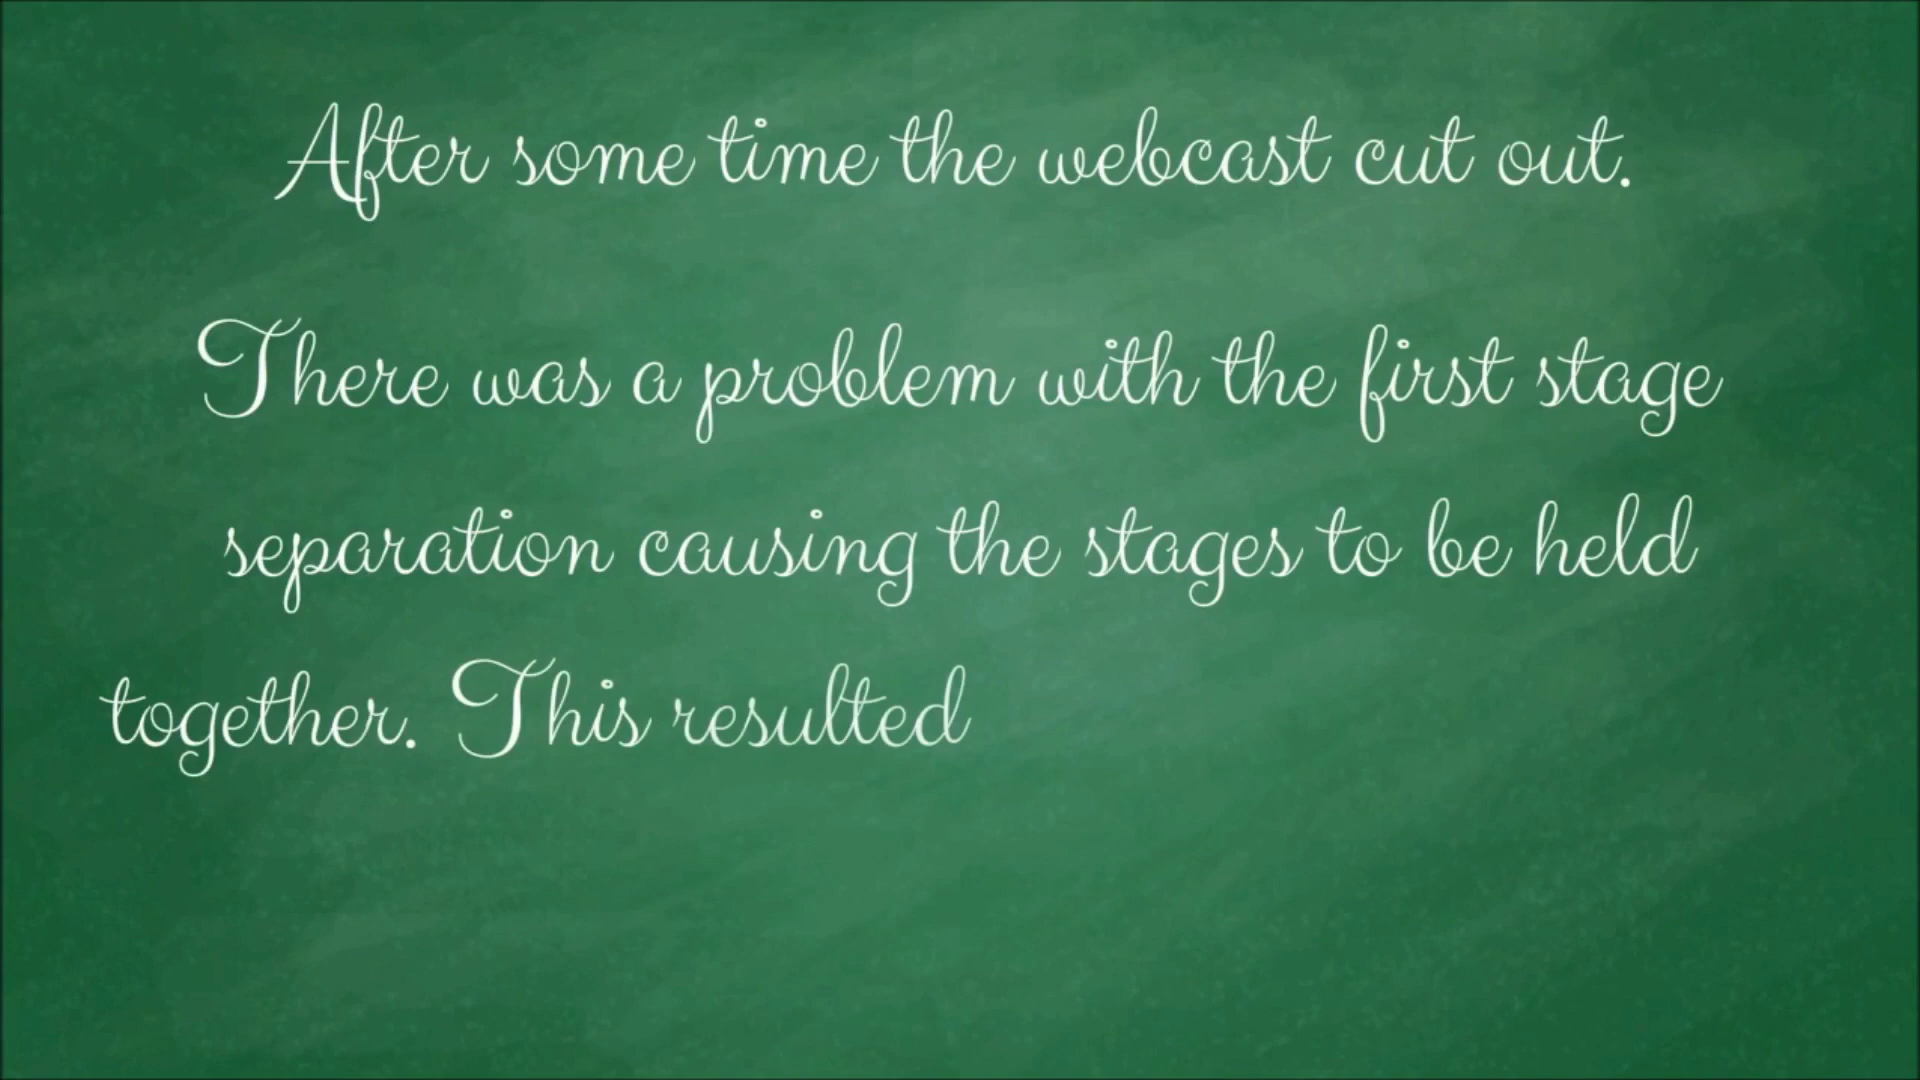 After some time the webcast cut out.
There was a problem with the first stage
separation causing the stages to be held
together. This resulted